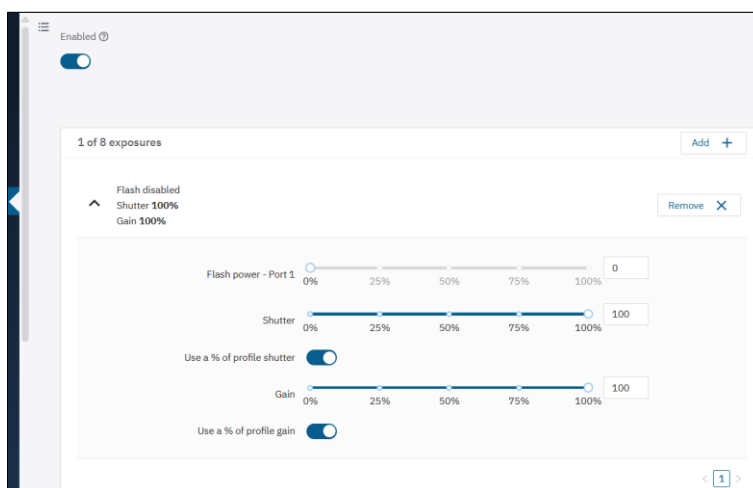 Enabled
1 of 8 exposures
Add
Flash disabled
Shutter 100%
Gain 100%
Remove
Flash power - Port 1
0% 25% 50% 75% 100%
0
Shutter
0% 25% 50% 75% 100%
100
Use a % of profile shutter
Gain
0% 25% 50% 75% 100%
100
Use a % of profile gain
1